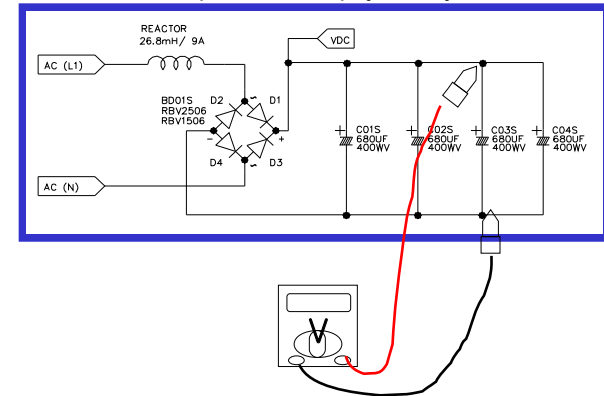 REACTOR
26.8mH/ 9A
VDC
AC (L1)
BD01S
RBV2506
RBV1506
D2
D1
D4
D3
~
~
-
+
AC (N)
+
C01S
680UF
400WV
+
C02S
680UF
400WV
+
C03S
680UF
400WV
+
C04S
680UF
400WV
V